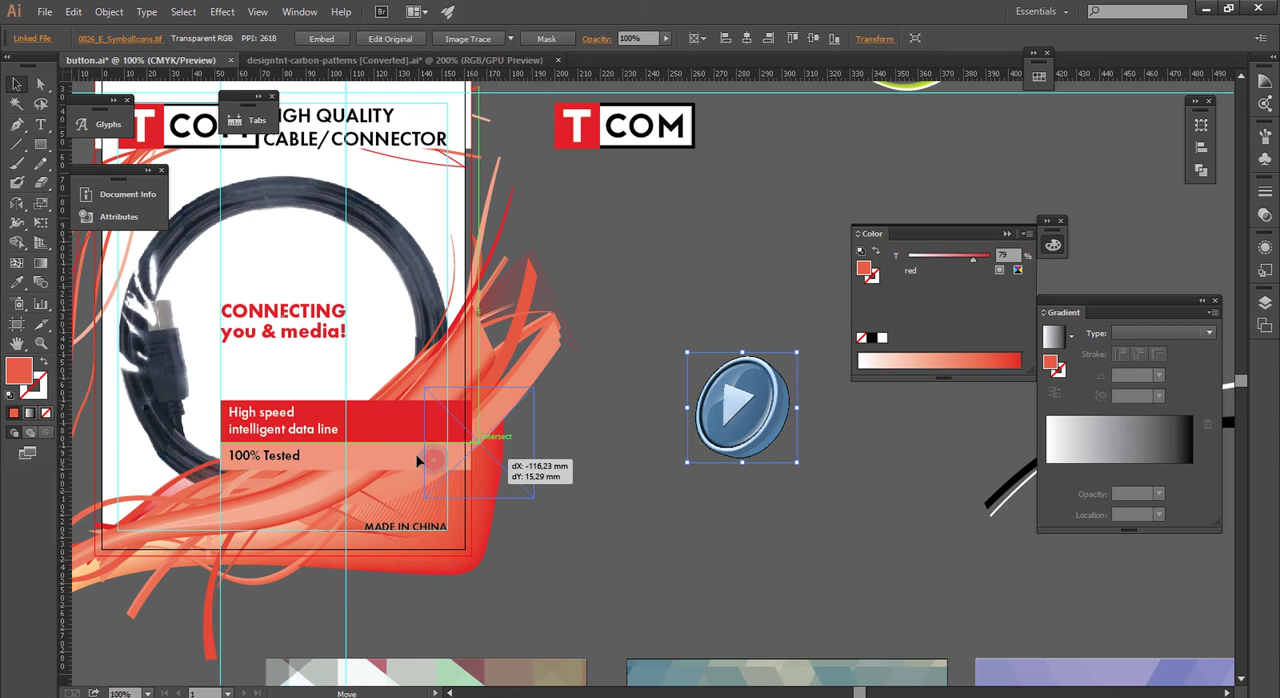 Ai File Edit Object Type Select Effect View Window Help Br Essentials
Linked File 0026_E_SymbolIcons.tif Transparent RGB PPI: 2618 Embed Edit Original Image Trace Mask Opacity: 100% Transform
button.ai* @ 100% (CMYK/Preview) × designtnt-carbon-patterns [Converted].ai* @ 200% (RGB/GPU Preview) ×
Glyphs
Tabs
Document Info
Attributes
T COM
HIGH QUALITY
CABLE/CONNECTOR
T COM
CONNECTING
you & media!
High speed
intelligent data line
100% Tested
MADE IN CHINA
intersect
dX: -116,23 mm
dY: 15,29 mm
Color
T 79 %
red
Gradient
Type:
Stroke:
Opacity:
Location:
100% 1 Move